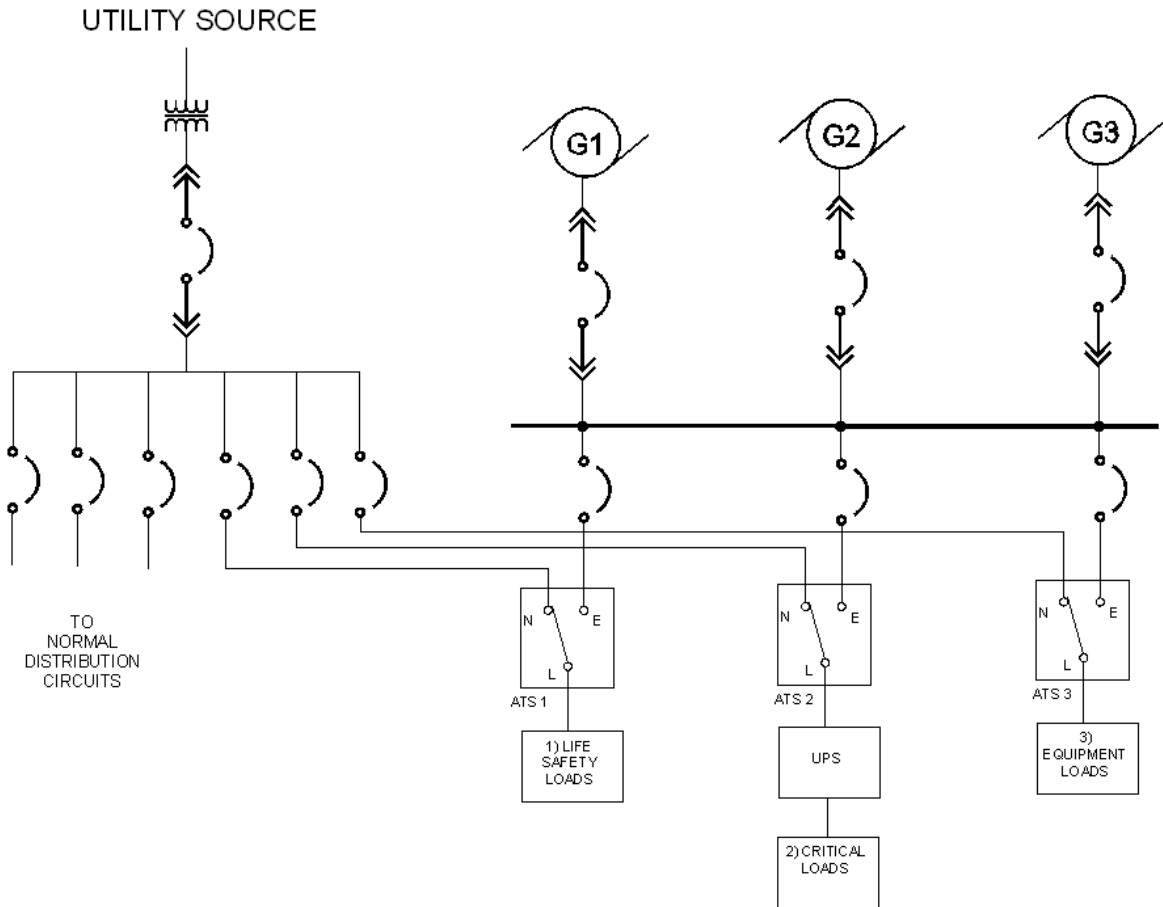 UTILITY SOURCE
G1
G2
G3
TO
NORMAL
DISTRIBUTION
CIRCUITS
N
E
L
ATS 1
1) LIFE
SAFETY
LOADS
N
E
L
ATS 2
UPS
2) CRITICAL
LOADS
N
E
L
ATS 3
3)
EQUIPMENT
LOADS